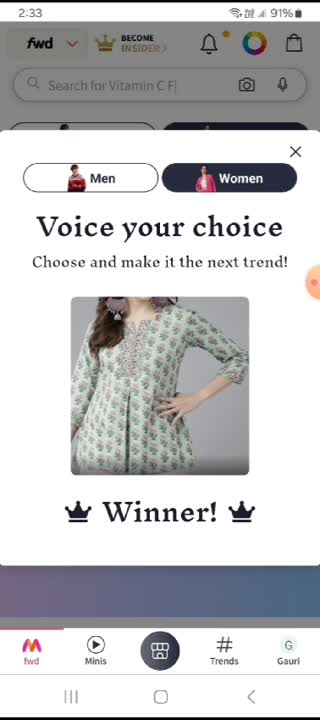 2:33
91%
fwd
BECOME
INSIDER
Search for Vitamin C F
Men
Women
Voice your choice
Choose and make it the next trend!
Winner!
fwd
Minis
Trends
G
Gauri